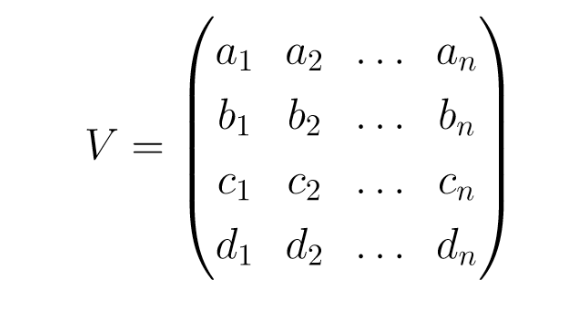 V = 
a₁ a₂ … aₙ
b₁ b₂ … bₙ
c₁ c₂ … cₙ
d₁ d₂ … dₙ